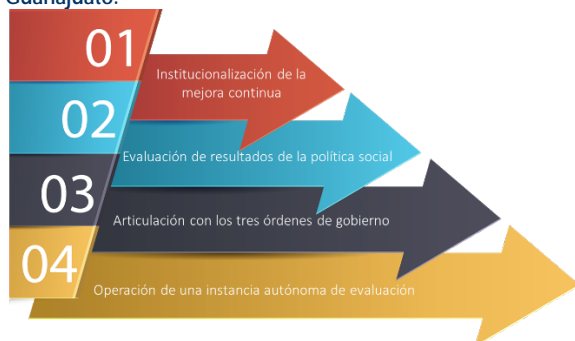 Guanajuato.
01
Institucionalización de la
mejora continua
02
Evaluación de resultados de la política social
03
Articulación con los tres órdenes de gobierno
04
Operación de una instancia autónoma de evaluación